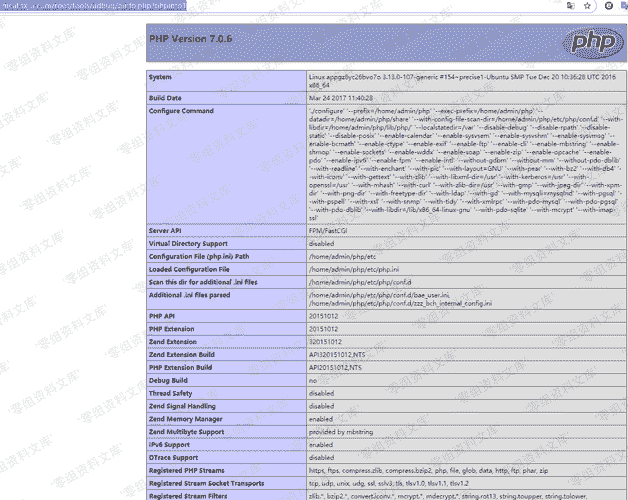 PHP Version 7.0.6
php
System Linux appgz8yc26bvo7o 3.13.0-107-generic #154~precise1-Ubuntu SMP Tue Dec 20 10:36:28 UTC 2016
x86_64
Build Date Mar 24 2017 11:40:28
Configure Command './configure' '--prefix=/home/admin/php' '--exec-prefix=/home/admin/php' '--
datadir=/home/admin/php/share' '--with-config-file-scan-dir=/home/admin/php/etc/php/conf.d' '--with-
libdir=/home/admin/php/lib/php/' '--localstatedir=/var' '--disable-debug' '--disable-rpath' '--disable-
static' '--disable-posix' '--enable-calendar' '--enable-sysvsem' '--enable-sysvshm' '--enable-sysvmsg' '--
enable-bcmath' '--enable-ctype' '--enable-exif' '--enable-ftp' '--enable-cli' '--enable-mbstring' '--enable-
shmop' '--enable-sockets' '--enable-wddx' '--enable-soap' '--enable-zip' '--enable-opcache' '--enable-
pdo' '--enable-ipv6' '--enable-fpm' '--enable-intl' '--without-gdbm' '--without-mm' '--without-pdo-dblib'
'--with-readline' '--with-enchant' '--with-pic' '--with-layout=GNU' '--with-pear' '--with-bz2' '--with-db4' '-
-with-iconv' '--with-gettext' '--with-zlib' '--with-libxml-dir=/usr' '--with-kerberos=/usr' '--with-
openssl=/usr' '--with-mhash' '--with-curl' '--with-zlib-dir=/usr' '--with-gmp' '--with-jpeg-dir' '--with-xpm-
dir' '--with-png-dir' '--with-freetype-dir' '--with-ldap' '--with-gd' '--with-mysqli=mysqlnd' '--with-pgsql'
'--with-pspell' '--with-xsl' '--with-snmp' '--with-tidy' '--with-xmlrpc' '--with-pdo-mysql' '--with-pdo-pgsql'
'--with-pdo-dblib' '--with-libdir=/lib/x86_64-linux-gnu' '--with-pdo-sqlite' '--with-mcrypt' '--with-imap-
ssl'
Server API FPM/FastCGI
Virtual Directory Support disabled
Configuration File (php.ini) Path /home/admin/php/etc
Loaded Configuration File /home/admin/php/etc/php.ini
Scan this dir for additional .ini files /home/admin/php/etc/php/conf.d
Additional .ini files parsed /home/admin/php/etc/php/conf.d/bae_user.ini,
/home/admin/php/etc/php/conf.d/zzz_bch_internal_config.ini
PHP API 20151012
PHP Extension 20151012
Zend Extension 320151012
Zend Extension Build API320151012,NTS
PHP Extension Build API20151012,NTS
Debug Build no
Thread Safety disabled
Zend Signal Handling disabled
Zend Memory Manager enabled
Zend Multibyte Support provided by mbstring
IPv6 Support enabled
DTrace Support disabled
Registered PHP Streams https, ftps, compress.zlib, compress.bzip2, php, file, glob, data, http, ftp, phar, zip
Registered Stream Socket Transports tcp, udp, unix, udg, ssl, sslv3, tls, tlsv1.0, tlsv1.1, tlsv1.2
Registered Stream Filters zlib.*, bzip2.*, convert.iconv.*, mcrypt.*, mdecrypt.*, string.rot13, string.toupper, string.tolower,
零组资料文库